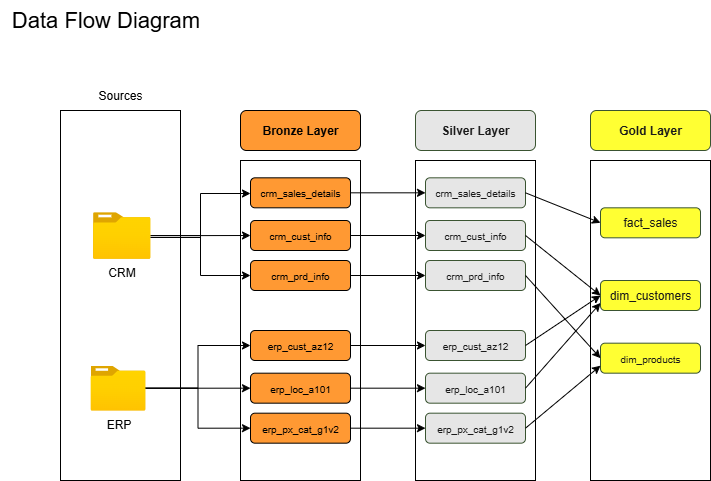 Data Flow Diagram
Sources
Bronze Layer
Silver Layer
Gold Layer
crm_sales_details
crm_sales_details
fact_sales
crm_cust_info
crm_cust_info
CRM
crm_prd_info
crm_prd_info
dim_customers
erp_cust_az12
erp_cust_az12
dim_products
erp_loc_a101
erp_loc_a101
ERP
erp_px_cat_g1v2
erp_px_cat_g1v2